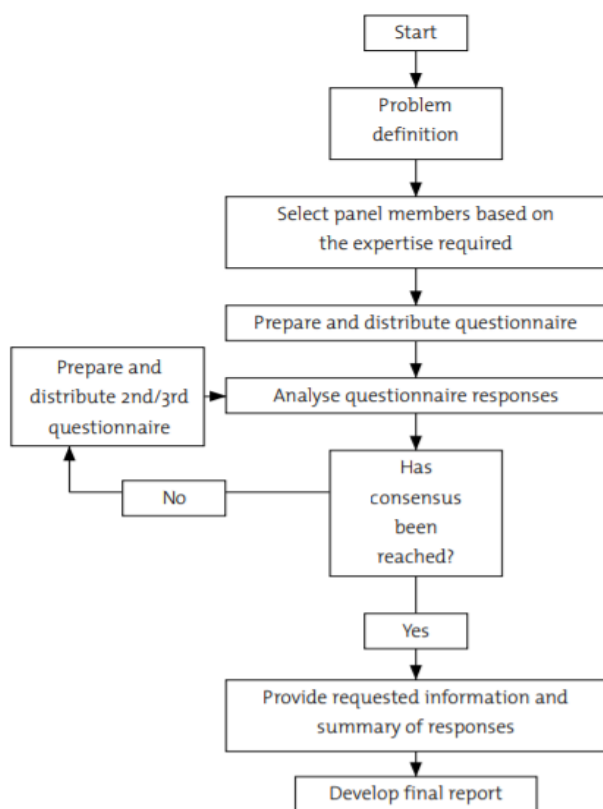 Start
Problem
definition
Select panel members based on
the expertise required
Prepare and distribute questionnaire
Prepare and
distribute 2nd/3rd
questionnaire
Analyse questionnaire responses
Has
consensus
been
reached?
No
Yes
Provide requested information and
summary of responses
Develop final report